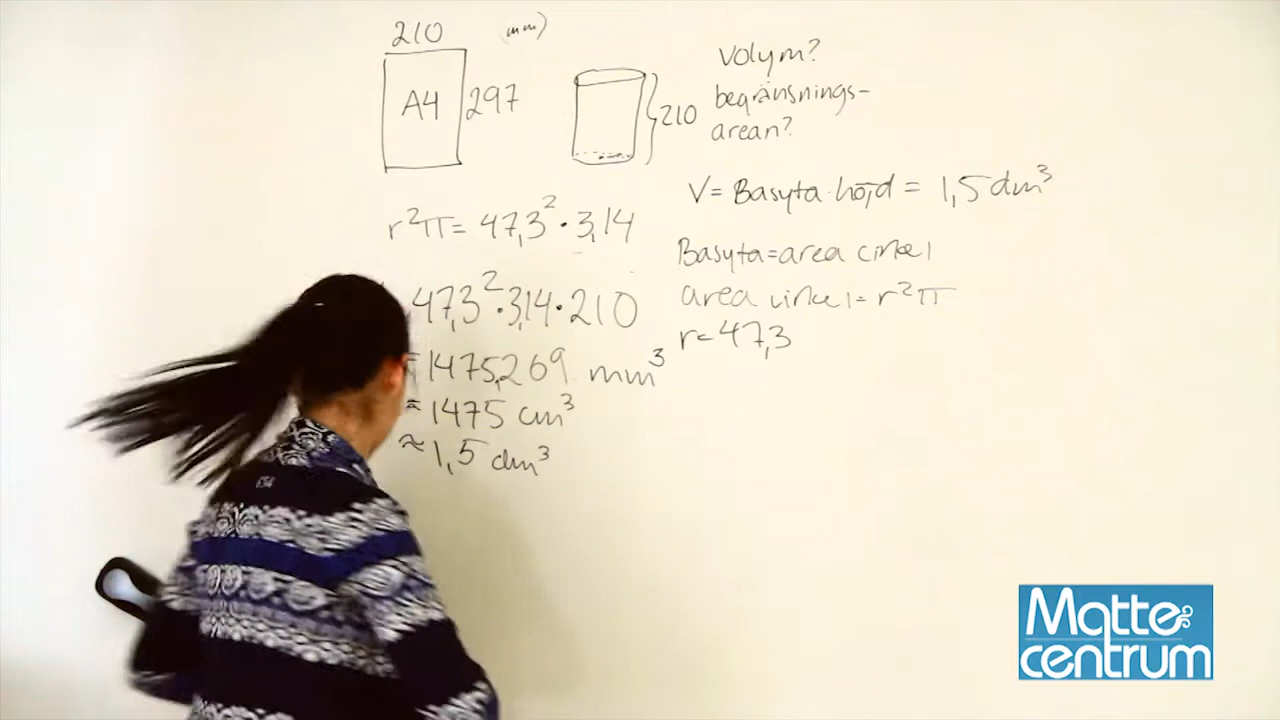 210 (mm)
A4 297
210
volym?
begränsnings-
arean?
V = Basyta·höjd = 1,5 dm³
r²π = 47,3²·3,14
Basyta = area cirkel
area cirkel = r²π
r = 47,3
47,3²·3,14·210
= 1475,269 mm³
= 1475 cm³
≈ 1,5 dm³
Matte
centrum